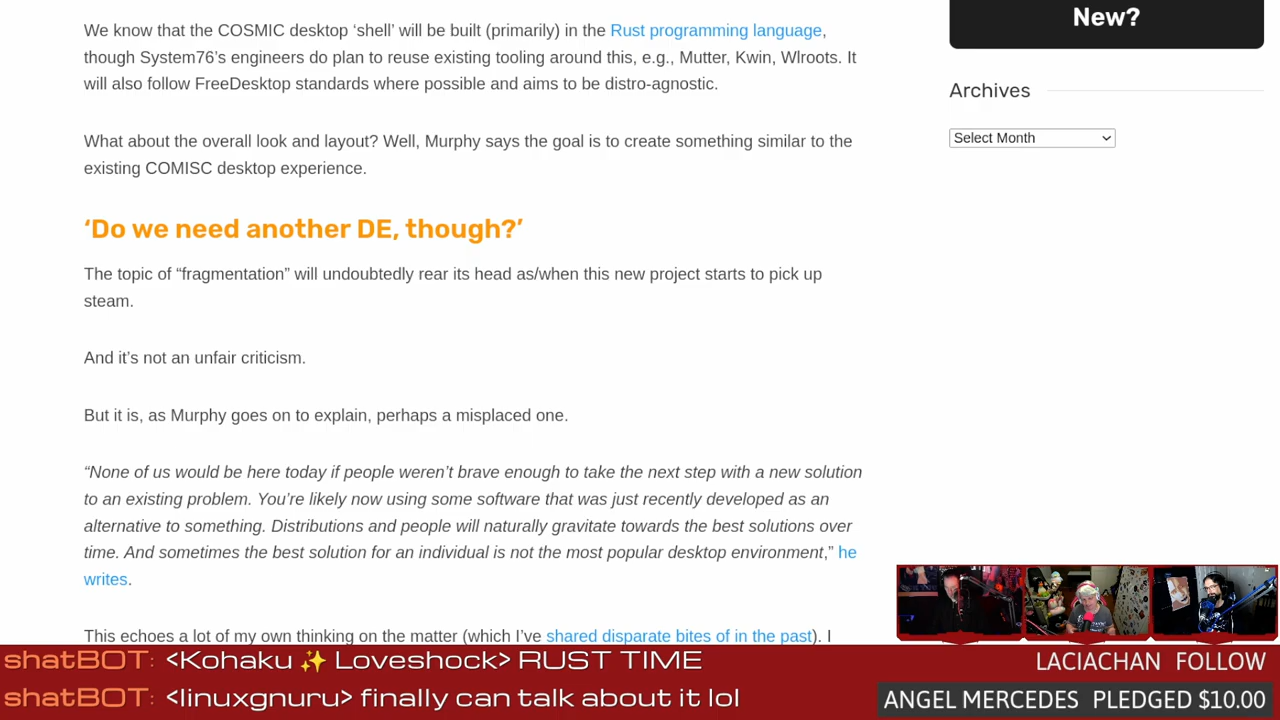 We know that the COSMIC desktop ‘shell’ will be built (primarily) in the Rust programming language,
though System76’s engineers do plan to reuse existing tooling around this, e.g., Mutter, Kwin, Wlroots. It
will also follow FreeDesktop standards where possible and aims to be distro-agnostic.
What about the overall look and layout? Well, Murphy says the goal is to create something similar to the
existing COMISC desktop experience.
‘Do we need another DE, though?’
The topic of “fragmentation” will undoubtedly rear its head as/when this new project starts to pick up
steam.
And it’s not an unfair criticism.
But it is, as Murphy goes on to explain, perhaps a misplaced one.
“None of us would be here today if people weren’t brave enough to take the next step with a new solution
to an existing problem. You’re likely now using some software that was just recently developed as an
alternative to something. Distributions and people will naturally gravitate towards the best solutions over
time. And sometimes the best solution for an individual is not the most popular desktop environment,” he
writes.
This echoes a lot of my own thinking on the matter (which I’ve shared disparate bites of in the past). I
New?
Archives
Select Month
shatBOT: <Kohaku ✨ Loveshock> RUST TIME
shatBOT: <linuxgnuru> finally can talk about it lol
LACIACHAN FOLLOW
ANGEL MERCEDES PLEDGED $10.00